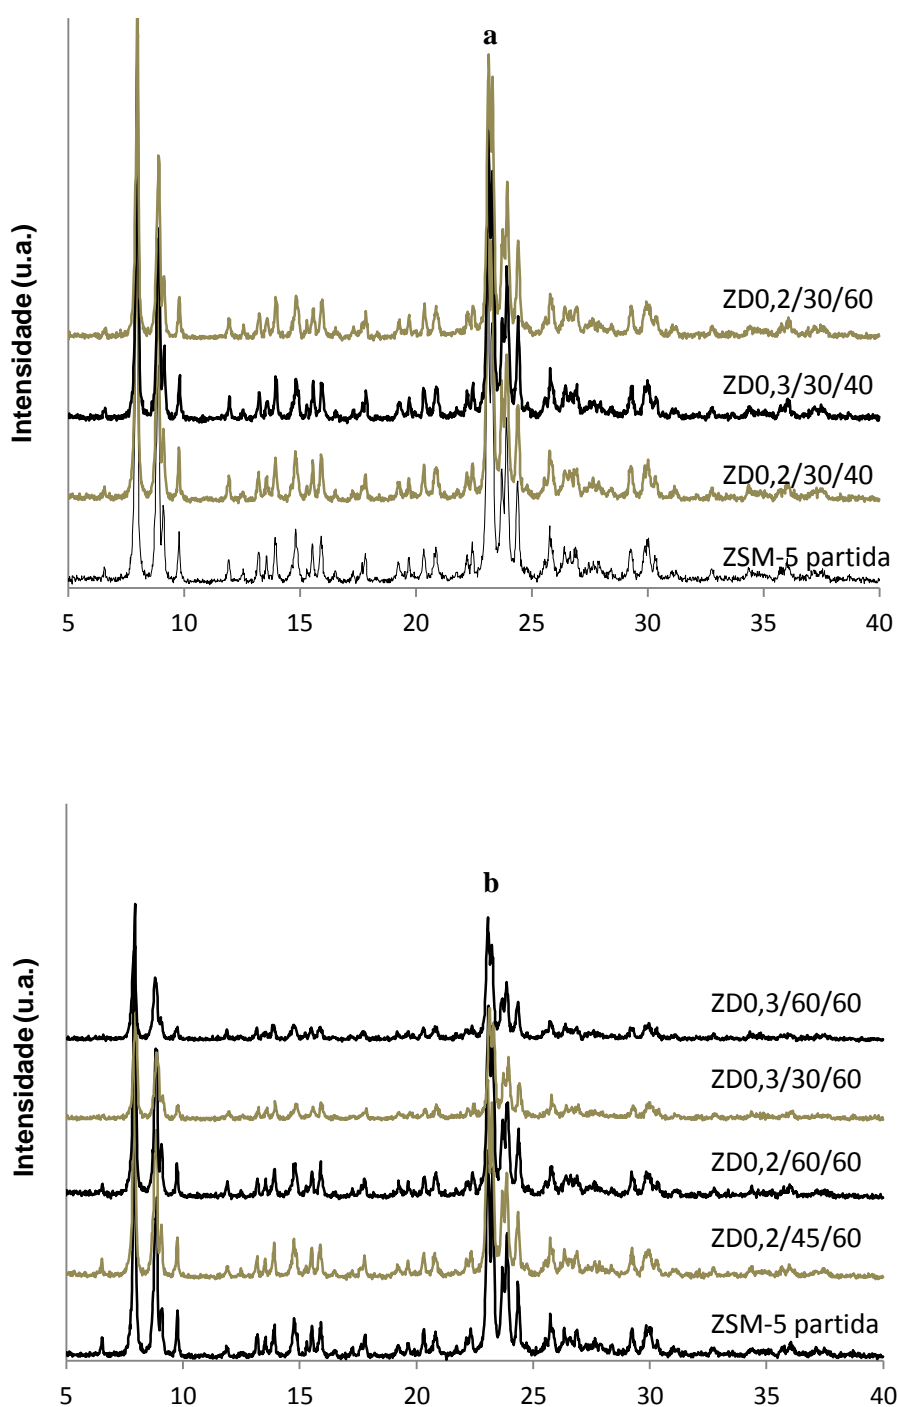 a
Intensidade (u.a.)
ZD0,2/30/60
ZD0,3/30/40
ZD0,2/30/40
ZSM-5 partida
5 10 15 20 25 30 35 40
b
Intensidade (u.a.)
ZD0,3/60/60
ZD0,3/30/60
ZD0,2/60/60
ZD0,2/45/60
ZSM-5 partida
5 10 15 20 25 30 35 40